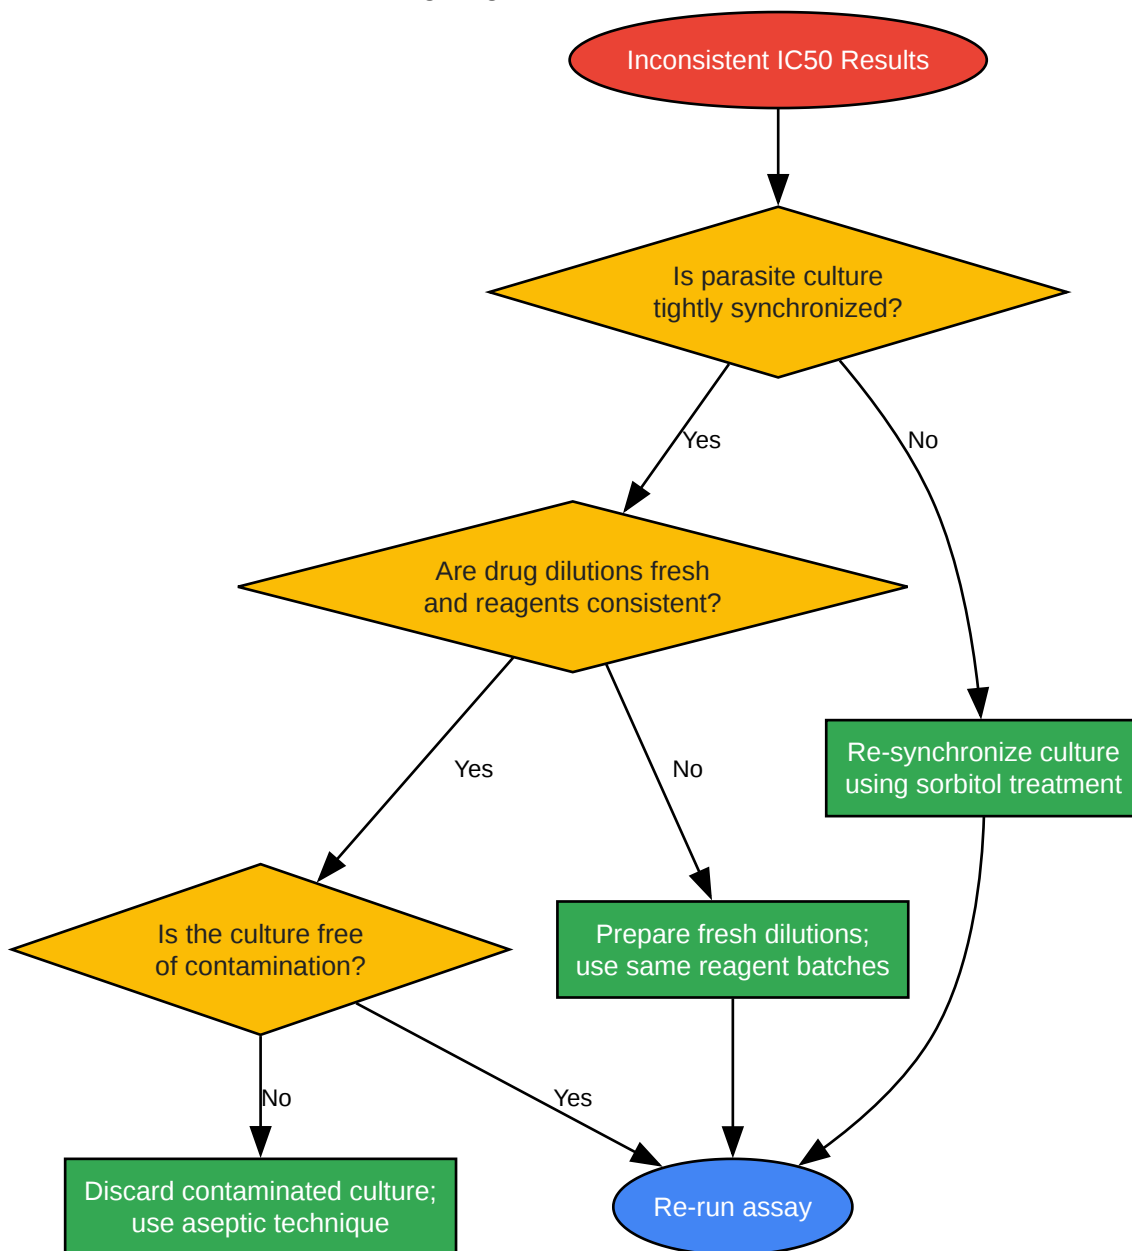 Inconsistent IC50 Results
Is parasite culture
tightly synchronized?
Yes
No
Are drug dilutions fresh
and reagents consistent?
Re-synchronize culture
using sorbitol treatment
Yes
No
Is the culture free
of contamination?
Prepare fresh dilutions;
use same reagent batches
No
Yes
Discard contaminated culture;
use aseptic technique
Re-run assay